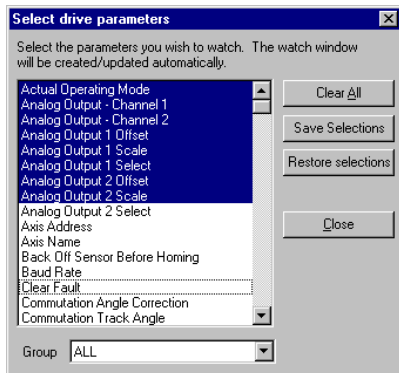 Select drive parameters
Select the parameters you wish to watch. The watch window
will be created/updated automatically.
Actual Operating Mode
Analog Output - Channel 1
Analog Output - Channel 2
Analog Output 1 Offset
Analog Output 1 Scale
Analog Output 1 Select
Analog Output 2 Offset
Analog Output 2 Scale
Analog Output 2 Select
Axis Address
Axis Name
Back Off Sensor Before Homing
Baud Rate
Clear Fault
Commutation Angle Correction
Commutation Track Angle
Clear All
Save Selections
Restore selections
Close
Group ALL